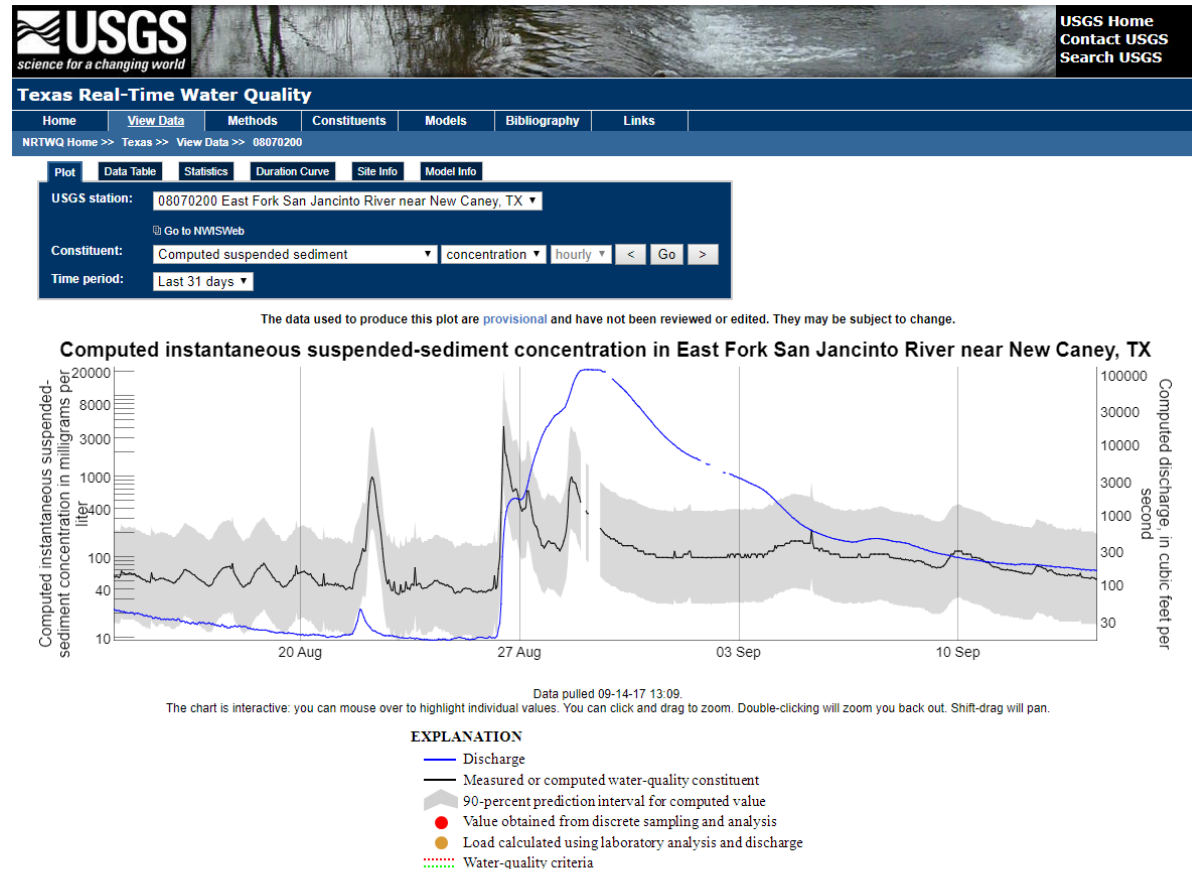 USGS
science for a changing world
USGS Home
Contact USGS
Search USGS
Texas Real-Time Water Quality
Home View Data Methods Constituents Models Bibliography Links
NRTWQ Home >> Texas >> View Data >> 08070200
Plot Data Table Statistics Duration Curve Site Info Model Info
USGS station: 08070200 East Fork San Jancinto River near New Caney, TX ▼
Go to NWISWeb
Constituent: Computed suspended sediment ▼ concentration ▼ hourly ▼ < Go >
Time period: Last 31 days ▼
The data used to produce this plot are provisional and have not been reviewed or edited. They may be subject to change.
Computed instantaneous suspended-sediment concentration in East Fork San Jancinto River near New Caney, TX
Computed instantaneous suspended-
sediment concentration in milligrams per
liter
20000
8000
3000
1000
400
100
40
10
100000
30000
10000
3000
1000
300
100
30
Computed discharge, in cubic feet per
second
20 Aug 27 Aug 03 Sep 10 Sep
Data pulled 09-14-17 13:09.
The chart is interactive: you can mouse over to highlight individual values. You can click and drag to zoom. Double-clicking will zoom you back out. Shift-drag will pan.
EXPLANATION
Discharge
Measured or computed water-quality constituent
90-percent prediction interval for computed value
Value obtained from discrete sampling and analysis
Load calculated using laboratory analysis and discharge
Water-quality criteria